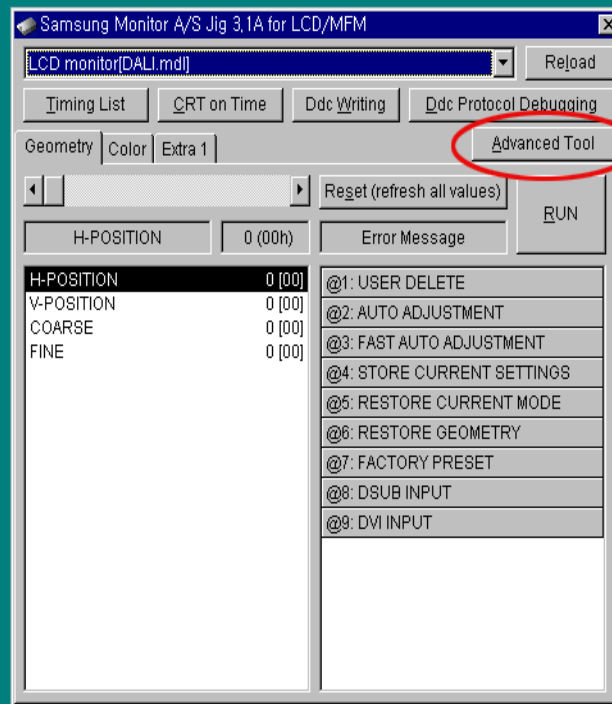 Samsung Monitor A/S Jig 3,1A for LCD/MFM
LCD monitor[DALI.mdl]
Reload
Timing List
CRT on Time
Ddc Writing
Ddc Protocol Debugging
Geometry
Color
Extra 1
Advanced Tool
Reset (refresh all values)
RUN
H-POSITION
0 (00h)
Error Message
H-POSITION 0 [00]
V-POSITION 0 [00]
COARSE 0 [00]
FINE 0 [00]
@1: USER DELETE
@2: AUTO ADJUSTMENT
@3: FAST AUTO ADJUSTMENT
@4: STORE CURRENT SETTINGS
@5: RESTORE CURRENT MODE
@6: RESTORE GEOMETRY
@7: FACTORY PRESET
@8: DSUB INPUT
@9: DVI INPUT